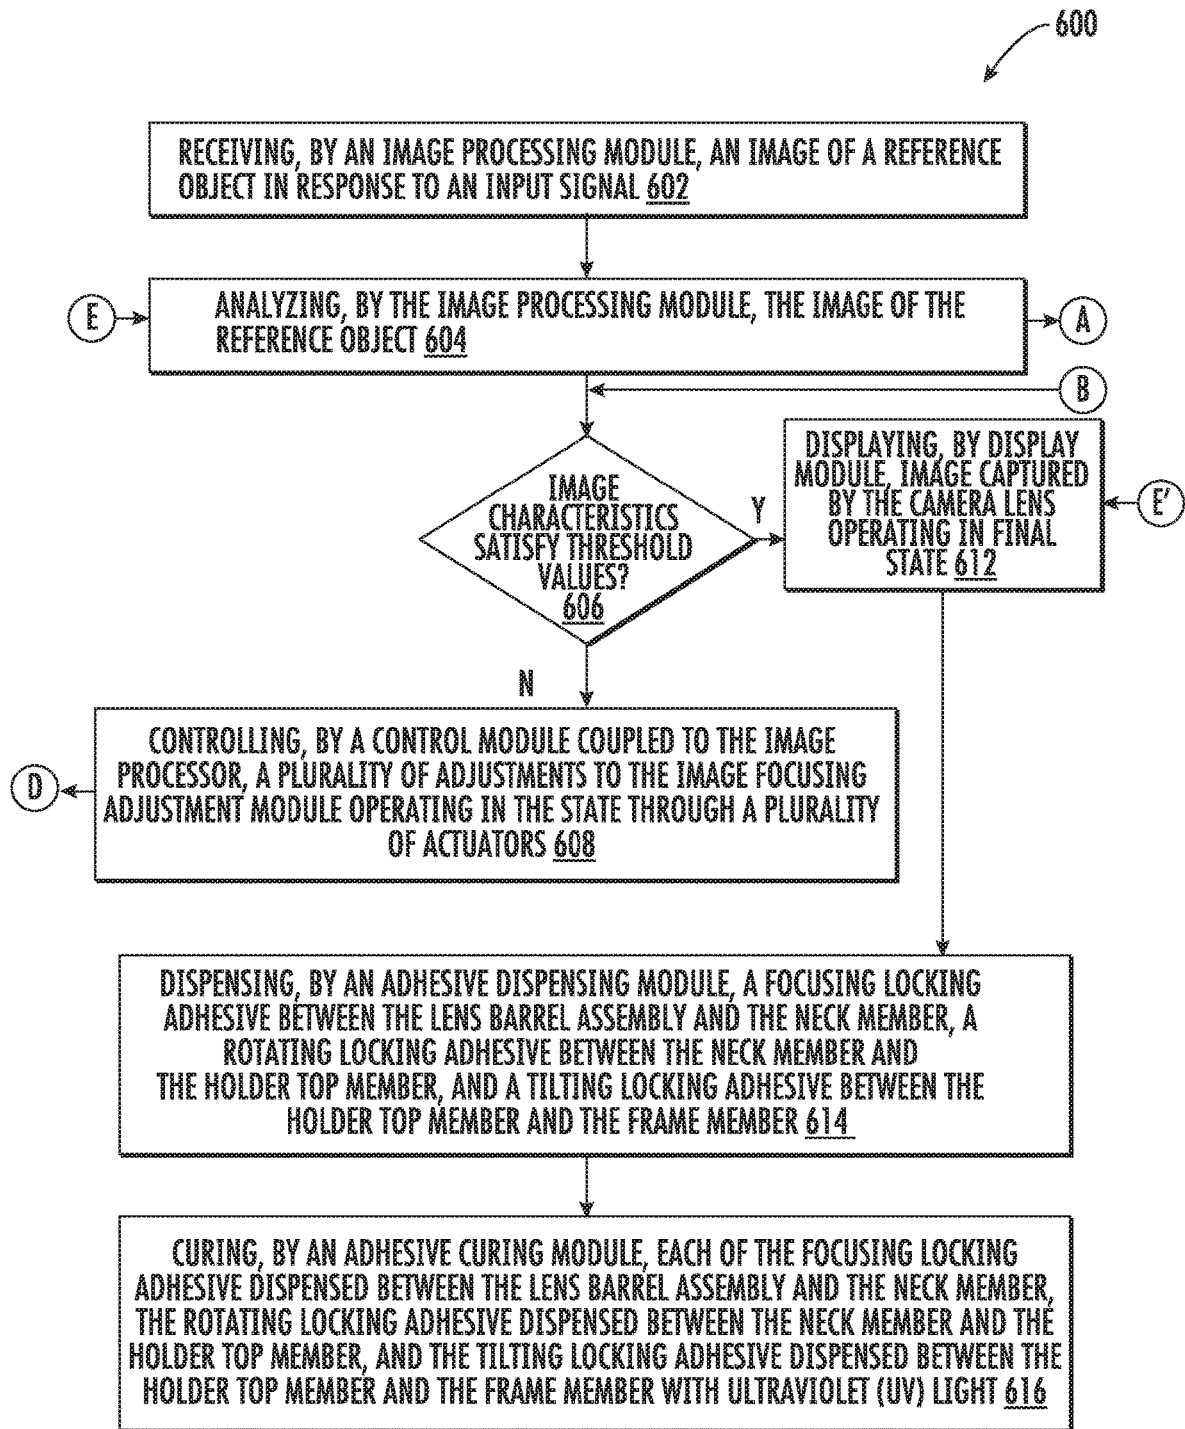 600
RECEIVING, BY AN IMAGE PROCESSING MODULE, AN IMAGE OF A REFERENCE
OBJECT IN RESPONSE TO AN INPUT SIGNAL 602
E
ANALYZING, BY THE IMAGE PROCESSING MODULE, THE IMAGE OF THE
REFERENCE OBJECT 604
A
B
IMAGE
CHARACTERISTICS
SATISFY THRESHOLD
VALUES?
606
Y
DISPLAYING, BY DISPLAY
MODULE, IMAGE CAPTURED
BY THE CAMERA LENS
OPERATING IN FINAL
STATE 612
E'
N
CONTROLLING, BY A CONTROL MODULE COUPLED TO THE IMAGE
PROCESSOR, A PLURALITY OF ADJUSTMENTS TO THE IMAGE FOCUSING
ADJUSTMENT MODULE OPERATING IN THE STATE THROUGH A PLURALITY
OF ACTUATORS 608
D
DISPENSING, BY AN ADHESIVE DISPENSING MODULE, A FOCUSING LOCKING
ADHESIVE BETWEEN THE LENS BARREL ASSEMBLY AND THE NECK MEMBER, A
ROTATING LOCKING ADHESIVE BETWEEN THE NECK MEMBER AND
THE HOLDER TOP MEMBER, AND A TILTING LOCKING ADHESIVE BETWEEN THE
HOLDER TOP MEMBER AND THE FRAME MEMBER 614
CURING, BY AN ADHESIVE CURING MODULE, EACH OF THE FOCUSING LOCKING
ADHESIVE DISPENSED BETWEEN THE LENS BARREL ASSEMBLY AND THE NECK MEMBER,
THE ROTATING LOCKING ADHESIVE DISPENSED BETWEEN THE NECK MEMBER AND THE
HOLDER TOP MEMBER, AND THE TILTING LOCKING ADHESIVE DISPENSED BETWEEN THE
HOLDER TOP MEMBER AND THE FRAME MEMBER WITH ULTRAVIOLET (UV) LIGHT 616